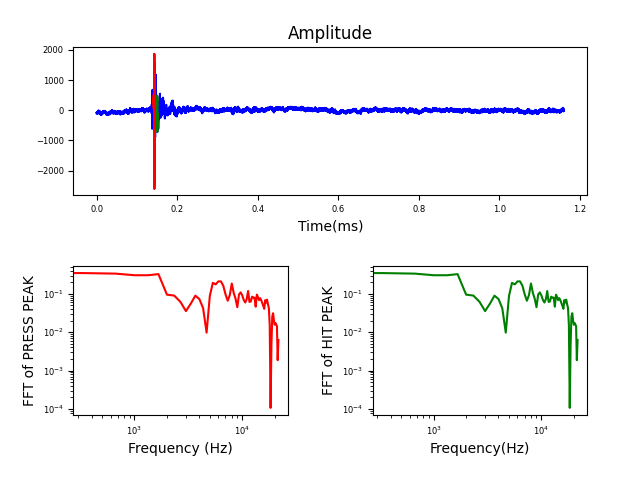 Amplitude
2000
1000
0
−1000
−2000
0.0 0.2 0.4 0.6 0.8 1.0 1.2
Time(ms)
FFT of PRESS PEAK
10⁻¹
10⁻²
10⁻³
10⁻⁴
10³ 10⁴
Frequency (Hz)
FFT of HIT PEAK
10⁻¹
10⁻²
10⁻³
10⁻⁴
10³ 10⁴
Frequency(Hz)